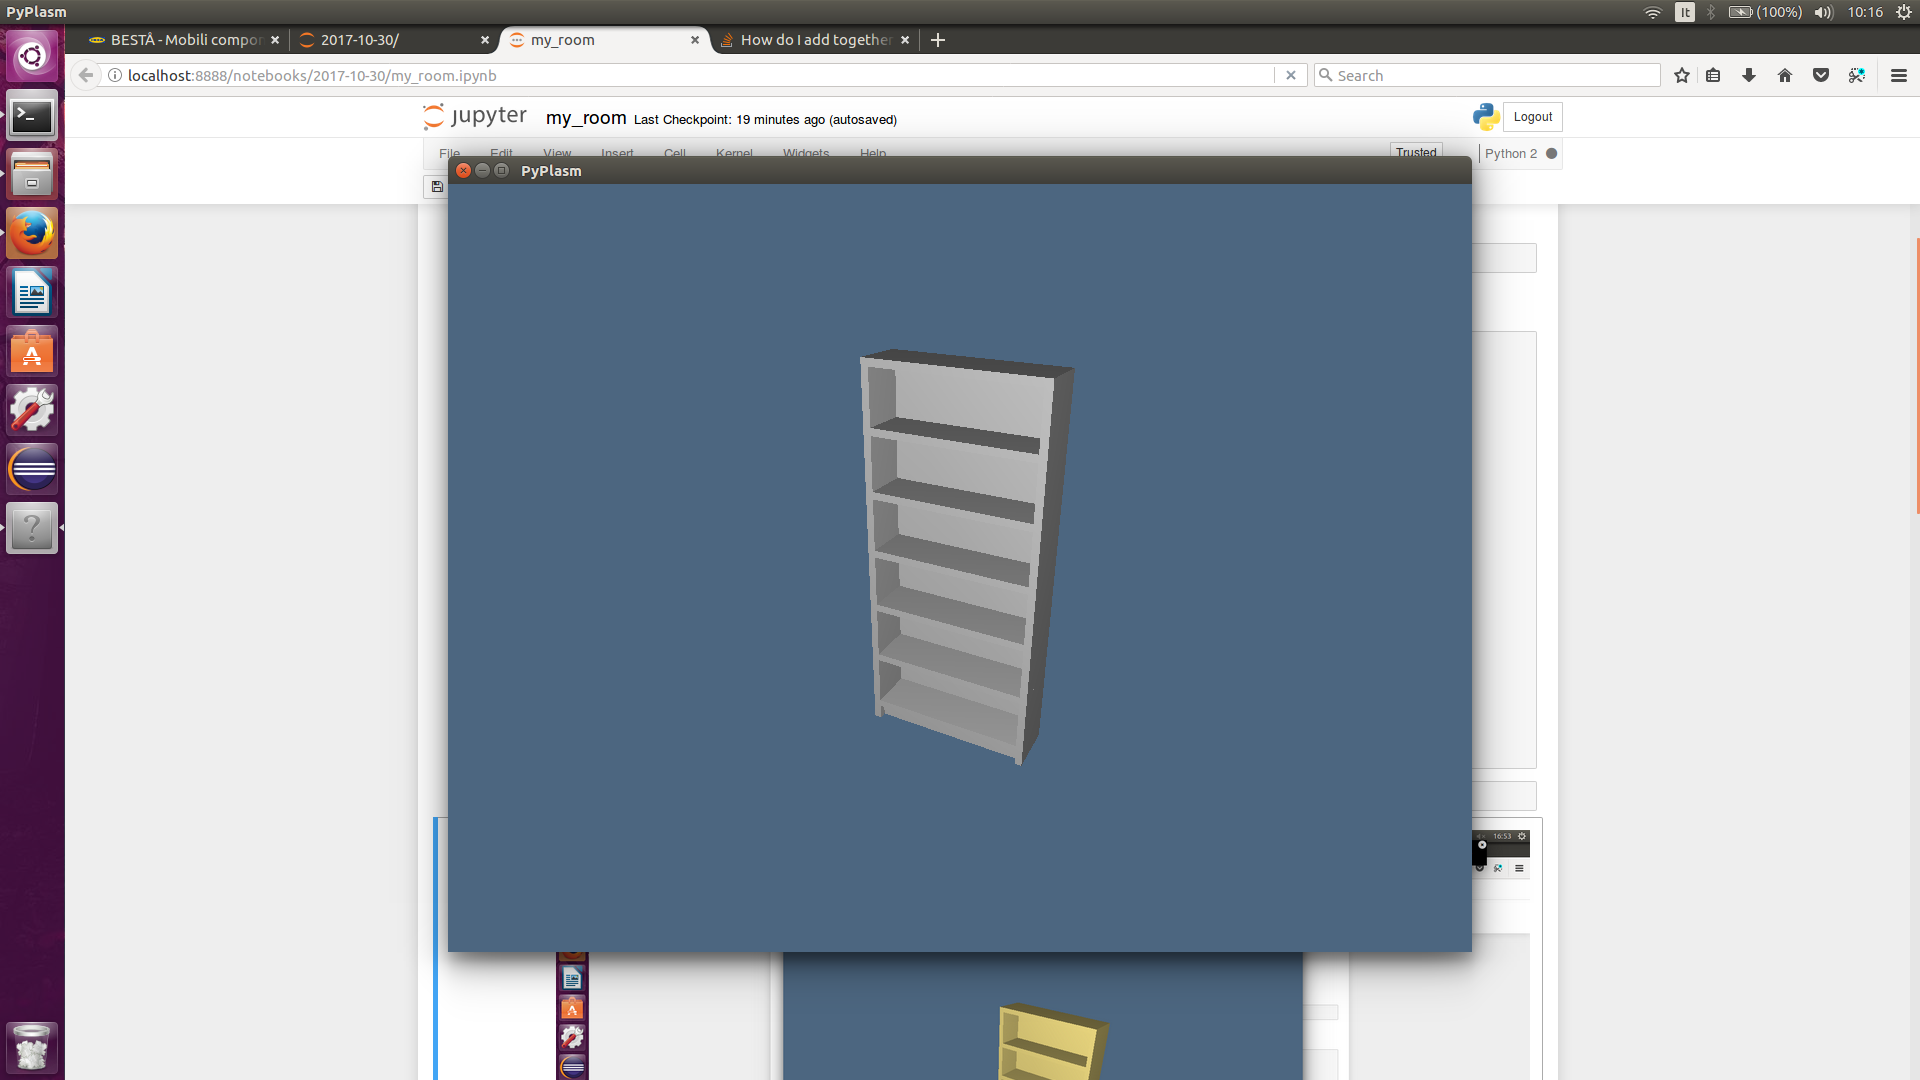 PyPlasm
It
(100%)
10:16
BESTÅ - Mobili compo
2017-10-30/
my_room
How do I add together
localhost:8888/notebooks/2017-10-30/my_room.ipynb
Search
jupyter
my_room Last Checkpoint: 19 minutes ago (autosaved)
Logout
File Edit View Insert Cell Kernel Widgets Help
Trusted
Python 2
PyPlasm
16:53